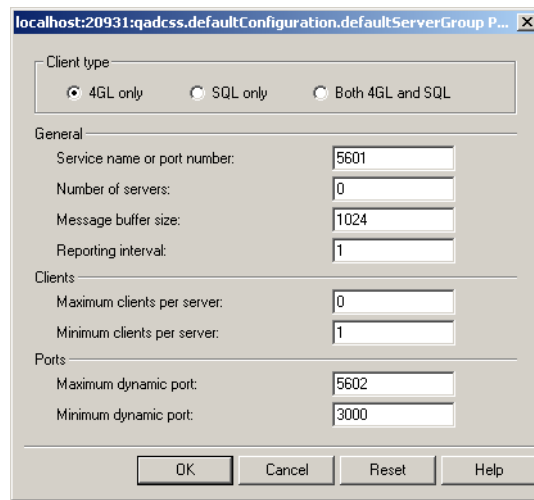 localhost:20931:qadcss.defaultConfiguration.defaultServerGroup P...
Client type
4GL only SQL only Both 4GL and SQL
General
Service name or port number: 5601
Number of servers: 0
Message buffer size: 1024
Reporting interval: 1
Clients
Maximum clients per server: 0
Minimum clients per server: 1
Ports
Maximum dynamic port: 5602
Minimum dynamic port: 3000
OK Cancel Reset Help